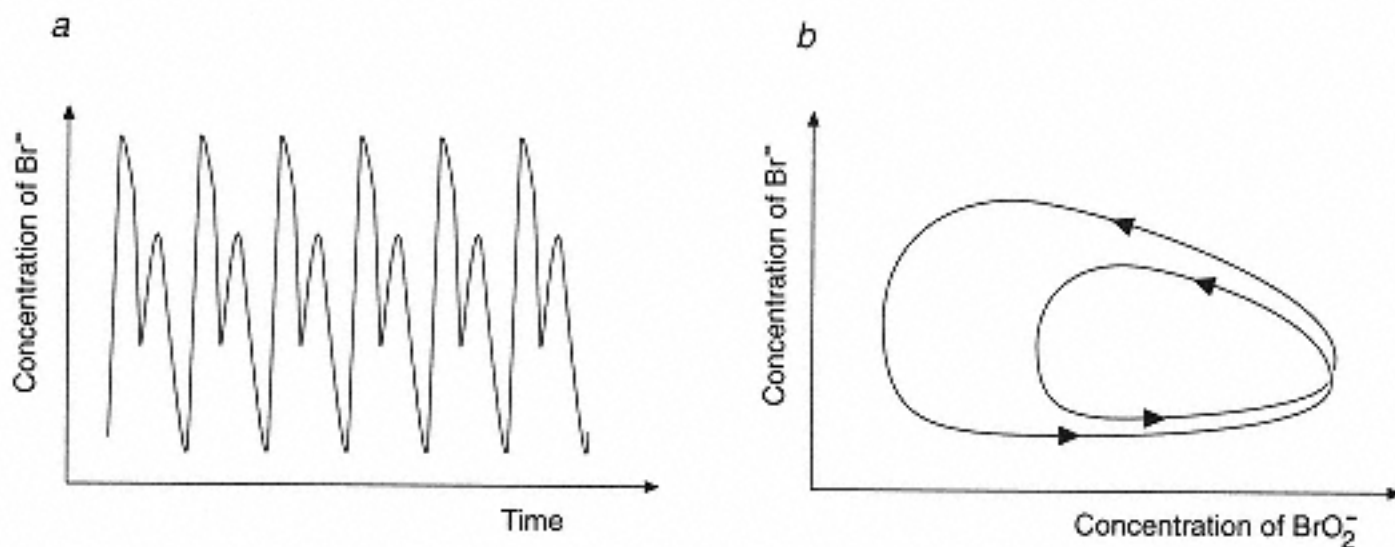 a
b
Concentration of Br⁻
Time
Concentration of Br⁻
Concentration of BrO₂⁻